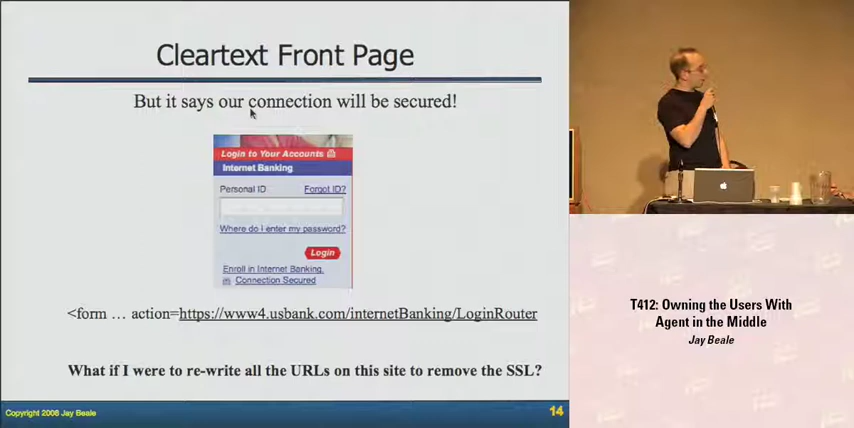 Cleartext Front Page
But it says our connection will be secured!
Login to Your Accounts
Internet Banking
Personal ID Forgot ID?
Where do I enter my password?
Login
Enroll in Internet Banking.
Connection Secured
<form … action=https://www4.usbank.com/internetBanking/LoginRouter
What if I were to re-write all the URLs on this site to remove the SSL?
Copyright 2008 Jay Beale
14
T412: Owning the Users With
Agent in the Middle
Jay Beale